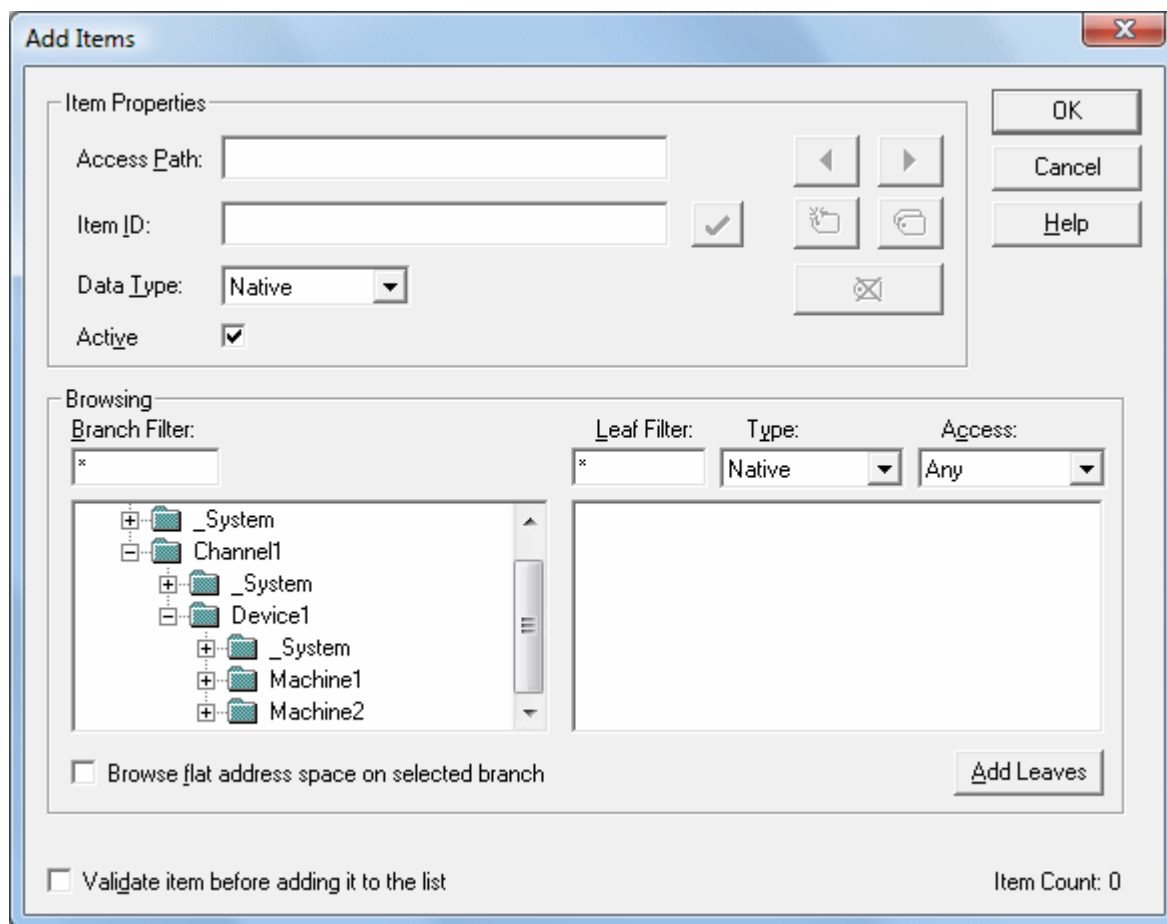 Add Items
Item Properties
Access Path:
Item ID:
Data Type: Native
Active
OK
Cancel
Help
Browsing
Branch Filter: Leaf Filter: Type: Access:
* * Native Any
_System
Channel1
_System
Device1
_System
Machine1
Machine2
Browse flat address space on selected branch
Add Leaves
Validate item before adding it to the list
Item Count: 0